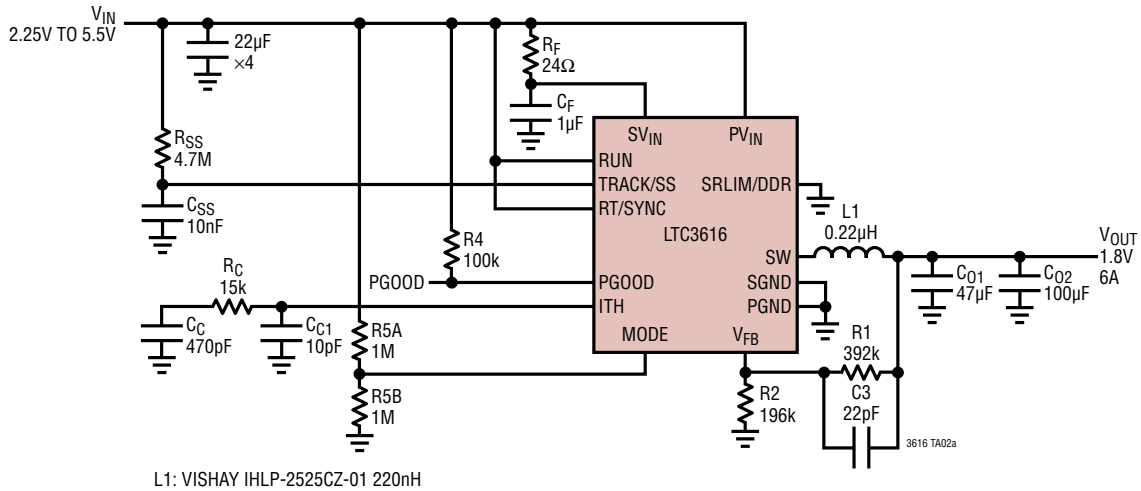 VIN
2.25V TO 5.5V
22µF
×4
RF
24Ω
CF
1µF
RSS
4.7M
CSS
10nF
SVIN
PVIN
RUN
TRACK/SS
RT/SYNC
SRLIM/DDR
LTC3616
SW
PGOOD
SGND
ITH
PGND
MODE
VFB
L1
0.22µH
VOUT
1.8V
6A
CO1
47µF
CO2
100µF
R4
100k
PGOOD
RC
15k
CC
470pF
CC1
10pF
R5A
1M
R5B
1M
R1
392k
C3
22pF
R2
196k
3616 TA02a
L1: VISHAY IHLP-2525CZ-01 220nH